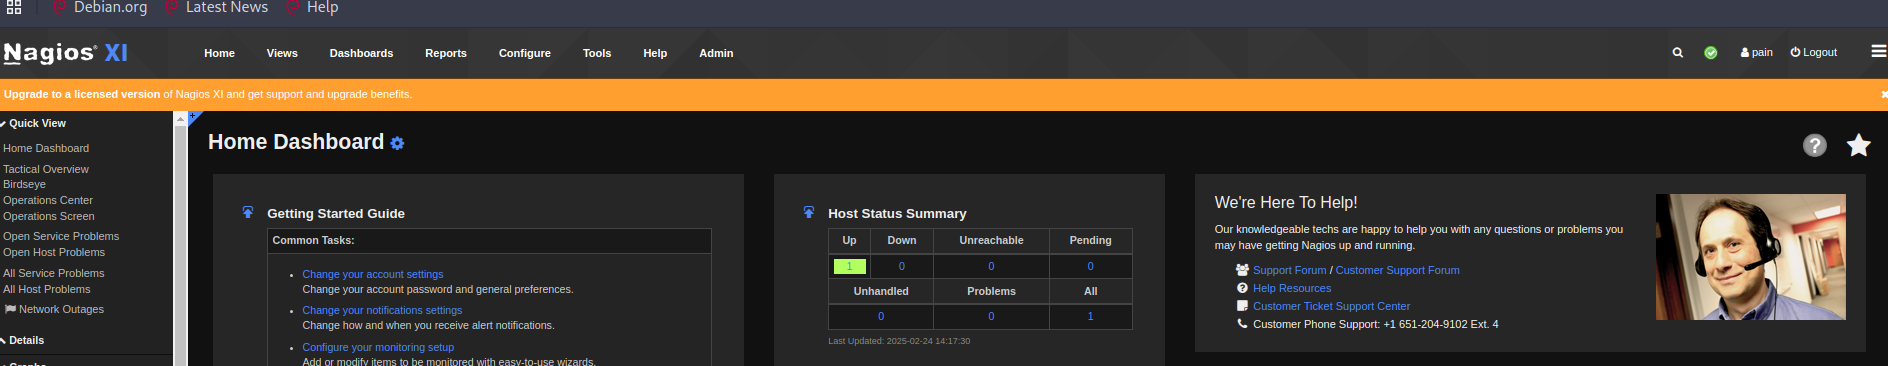 Debian.org Latest News Help
Nagios® XI Home Views Dashboards Reports Configure Tools Help Admin pain Logout
Upgrade to a licensed version of Nagios XI and get support and upgrade benefits.
Quick View
Home Dashboard
Tactical Overview
Birdseye
Operations Center
Operations Screen
Open Service Problems
Open Host Problems
All Service Problems
All Host Problems
Network Outages
Details
Graphs
Home Dashboard
Getting Started Guide
Common Tasks:
Change your account settings
Change your account password and general preferences.
Change your notifications settings
Change how and when you receive alert notifications.
Configure your monitoring setup
Add or modify items to be monitored with easy-to-use wizards.
Host Status Summary
Up Down Unreachable Pending
1 0 0 0
Unhandled Problems All
0 0 1
Last Updated: 2025-02-24 14:17:30
We're Here To Help!
Our knowledgeable techs are happy to help you with any questions or problems you
may have getting Nagios up and running.
Support Forum / Customer Support Forum
Help Resources
Customer Ticket Support Center
Customer Phone Support: +1 651-204-9102 Ext. 4